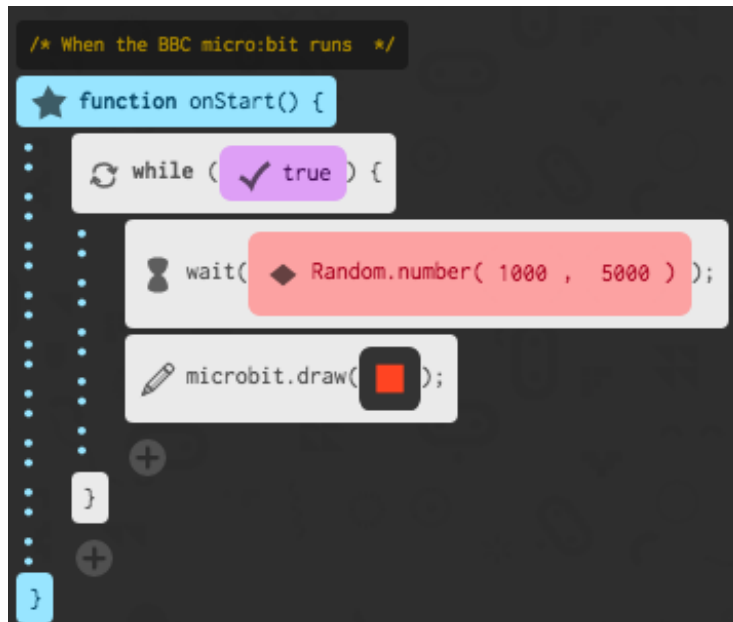 /* When the BBC micro:bit runs */
function onStart() {
while ( true ) {
wait( Random.number( 1000 , 5000 ) );
microbit.draw( );
}
}